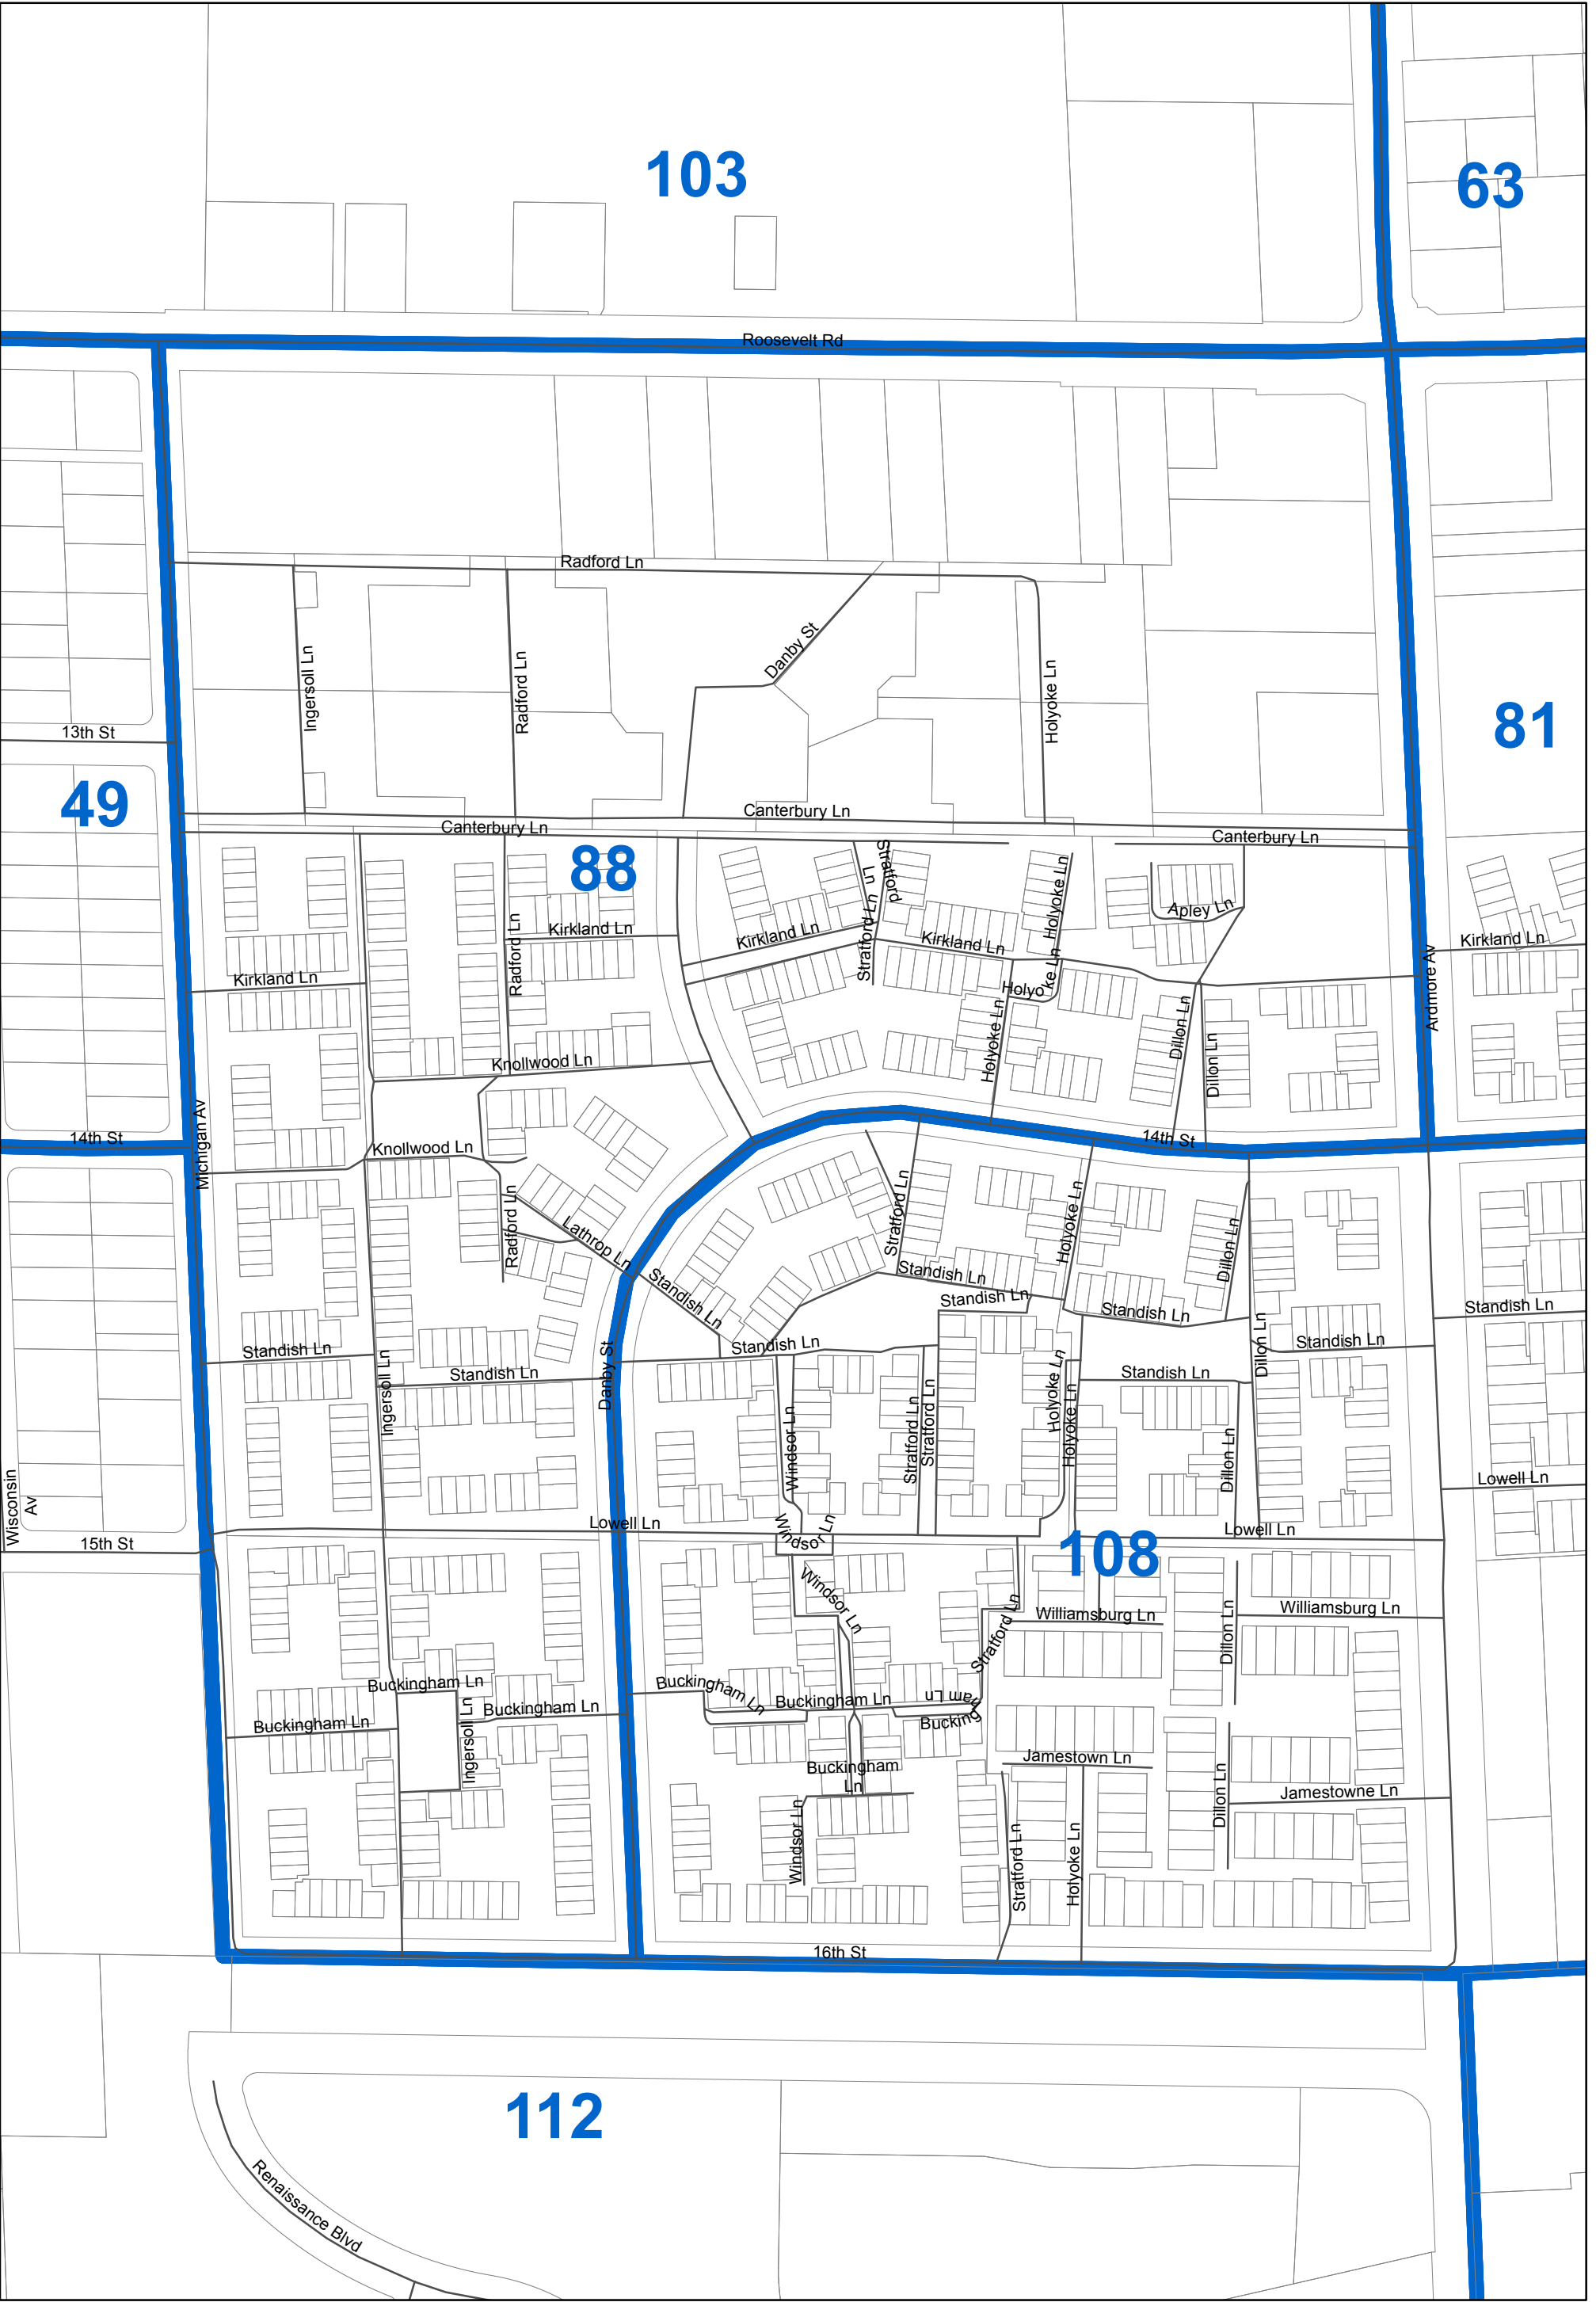 103
63
Roosevelt Rd
Radford Ln
Danby St
Ingersoll Ln
Radford Ln
Holyoke Ln
13th St
81
49
Canterbury Ln
Canterbury Ln
Canterbury Ln
88
Stratford
Ln
Holyoke Ln
Apley Ln
Kirkland Ln
Kirkland Ln
Kirkland Ln
Kirkland Ln
Stratford Ln
Radford Ln
Kirkland Ln
Holyoke Ln
Ardmore Av
Holyoke Ln
Dillon Ln
Dillon Ln
Knollwood Ln
14th St
Michigan Av
14th St
Knollwood Ln
Radford Ln
Lathrop Ln
Stratford Ln
Holyoke Ln
Dillon Ln
Standish Ln
Standish Ln
Standish Ln
Standish Ln
Standish Ln
Standish Ln
Standish Ln
Standish Ln
Dillon Ln
Standish Ln
Standish Ln
Standish Ln
Ingersoll Ln
Danby St
Windsor Ln
Stratford Ln
Stratford Ln
Holyoke Ln
Holyoke Ln
Dillon Ln
Lowell Ln
Wisconsin
Av
15th St
Lowell Ln
Windsor Ln
108
Lowell Ln
Windsor Ln
Stratford Ln
Williamsburg Ln
Dillon Ln
Williamsburg Ln
Buckingham Ln
Buckingham Ln
Buckingham Ln
Ingersoll Ln
Buckingham Ln
Buckingham Ln
Buckingham Ln
Buckingham
Ln
Jamestown Ln
Dillon Ln
Jamestowne Ln
Windsor Ln
Stratford Ln
Holyoke Ln
16th St
112
Renaissance Blvd